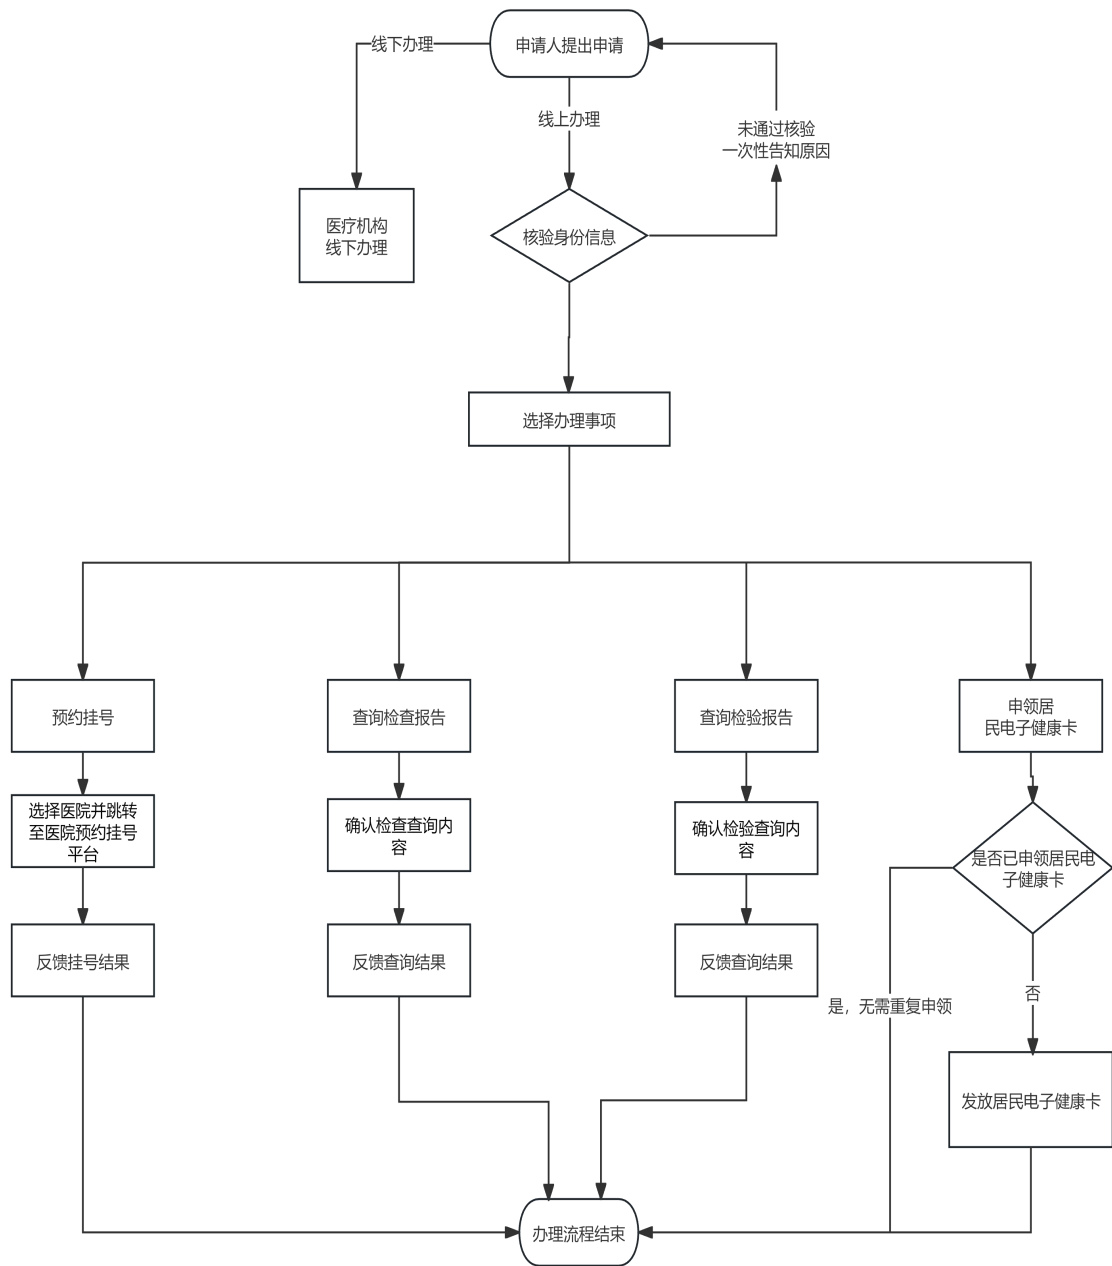 申请人提出申请
线下办理
线上办理
未通过核验
一次性告知原因
医疗机构
线下办理
核验身份信息
选择办理事项
预约挂号
查询检查报告
查询检验报告
申领居
民电子健康卡
选择医院并跳转
至医院预约挂号
平台
确认检查查询内
容
确认检验查询内
容
是否已申领居民电
子健康卡
反馈挂号结果
反馈查询结果
反馈查询结果
是，无需重复申领
否
发放居民电子健康卡
办理流程结束